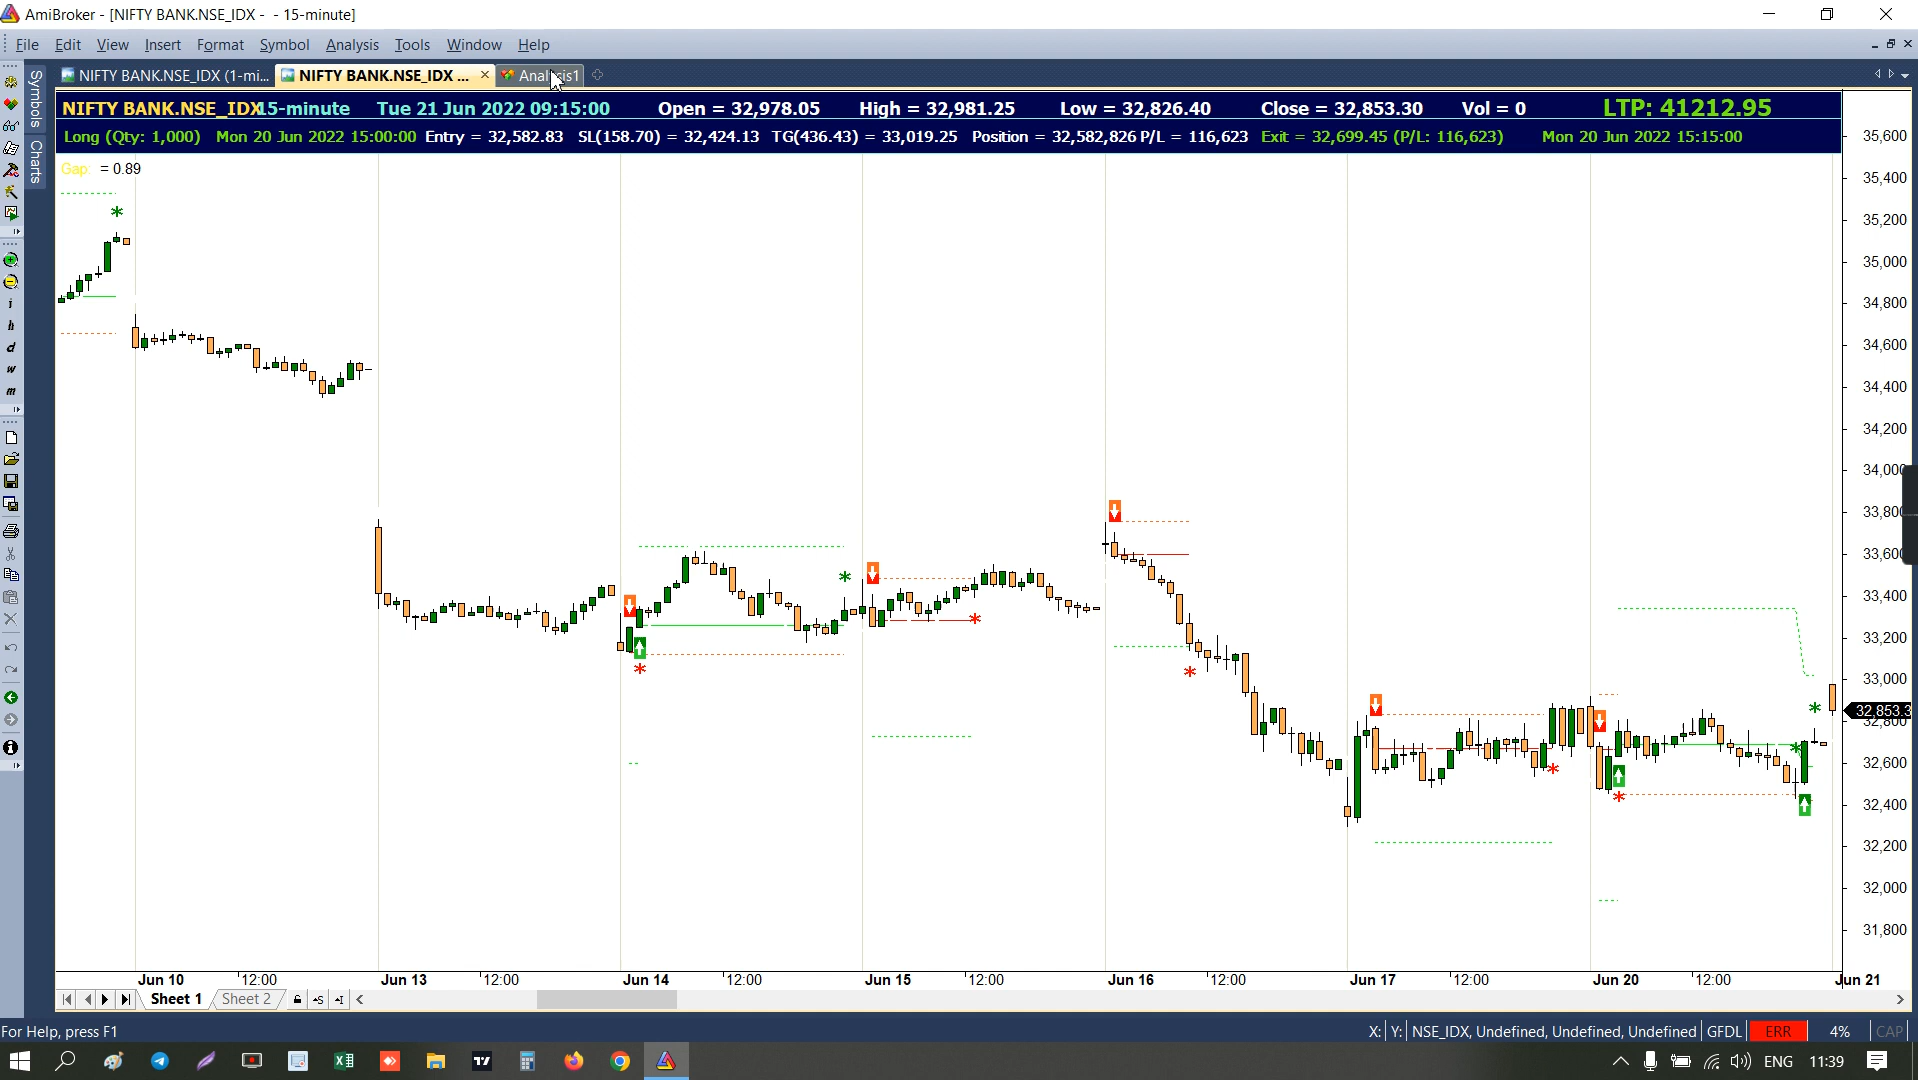 AmiBroker - [NIFTY BANK.NSE_IDX - - 15-minute]
File Edit View Insert Format Symbol Analysis Tools Window Help
NIFTY BANK.NSE_IDX (1-mi... NIFTY BANK.NSE_IDX ... Analysis1
Symbols
Charts
NIFTY BANK.NSE_IDX 15-minute Tue 21 Jun 2022 09:15:00 Open = 32,978.05 High = 32,981.25 Low = 32,826.40 Close = 32,853.30 Vol = 0 LTP: 41212.95
Long (Qty: 1,000) Mon 20 Jun 2022 15:00:00 Entry = 32,582.83 SL(158.70) = 32,424.13 TG(436.43) = 33,019.25 Position = 32,582,826 P/L = 116,623 Exit = 32,699.45 (P/L: 116,623) Mon 20 Jun 2022 15:15:00
Gap: = 0.89
35,600
35,400
35,200
35,000
34,800
34,600
34,400
34,200
34,000
33,800
33,600
33,400
33,200
33,000
32,853.3
32,800
32,600
32,400
32,200
32,000
31,800
i
h
d
w
m
Jun 10 12:00 Jun 13 12:00 Jun 14 12:00 Jun 15 12:00 Jun 16 12:00 Jun 17 12:00 Jun 20 12:00 Jun 21
Sheet 1 Sheet 2
For Help, press F1
X: Y: NSE_IDX, Undefined, Undefined, Undefined GFDL ERR 4% CAP
ENG 11:39